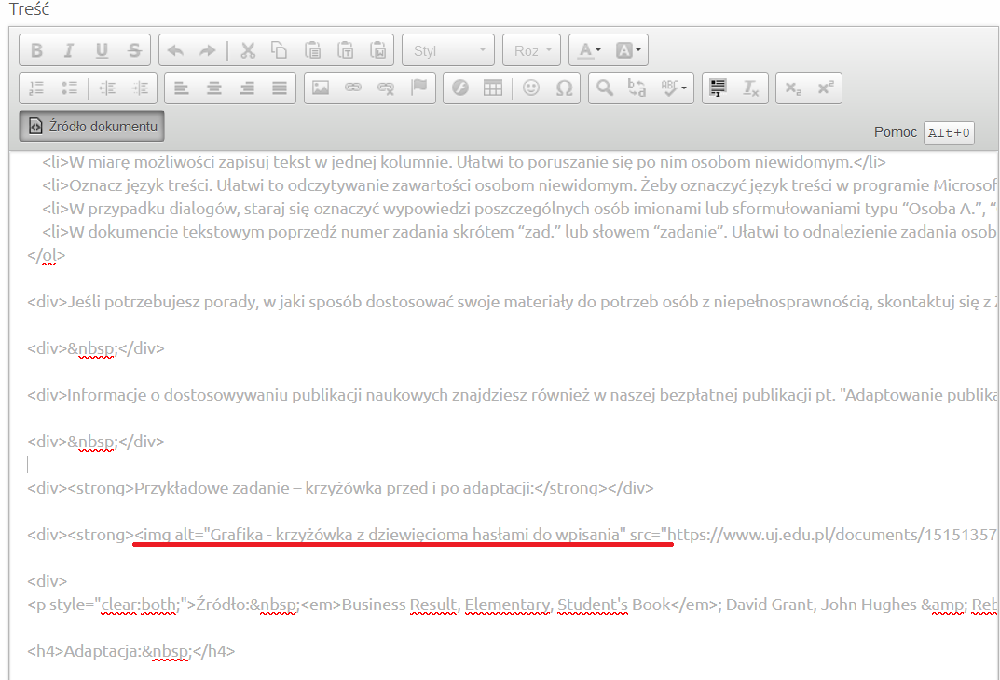 Treść
B I U S Styl Roz A A
ABC
Źródło dokumentu
Pomoc Alt+0
<li>W miarę możliwości zapisuj tekst w jednej kolumnie. Ułatwi to poruszanie się po nim osobom niewidomym.</li>
<li>Oznacz język treści. Ułatwi to odczytywanie zawartości osobom niewidomym. Żeby oznaczyć język treści w programie Microsof
<li>W przypadku dialogów, staraj się oznaczyć wypowiedzi poszczególnych osób imionami lub sformułowaniami typu “Osoba A.”, “
<li>W dokumencie tekstowym poprzedź numer zadania skrótem “zad.” lub słowem “zadanie”. Ułatwi to odnalezienie zadania osob
</ol>
<div>Jeśli potrzebujesz porady, w jaki sposób dostosować swoje materiały do potrzeb osób z niepełnosprawnością, skontaktuj się z
<div>&nbsp;</div>
<div>Informacje o dostosowywaniu publikacji naukowych znajdziesz również w naszej bezpłatnej publikacji pt. "Adaptowanie publika
<div>&nbsp;</div>
<div><strong>Przykładowe zadanie – krzyżówka przed i po adaptacji:</strong></div>
<div><strong><img alt="Grafika - krzyżówka z dziewięcioma hasłami do wpisania" src="https://www.uj.edu.pl/documents/15151357
<div>
<p style="clear:both;">Źródło:&nbsp;<em>Business Result, Elementary, Student's Book</em>; David Grant, John Hughes &amp; Reb
<h4>Adaptacja:&nbsp;</h4>